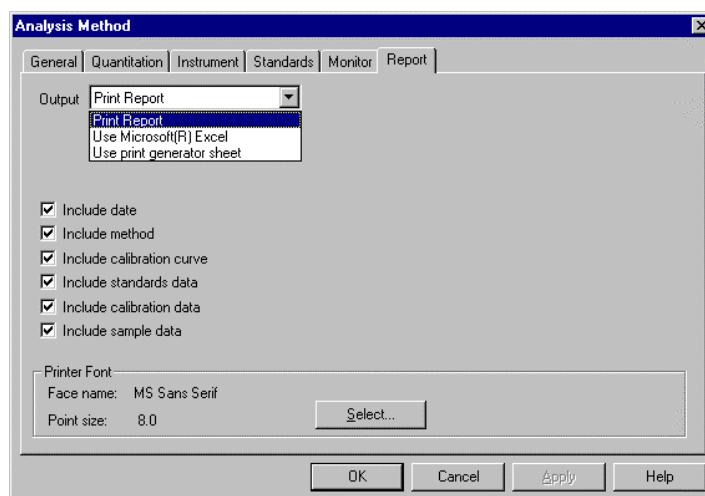 Analysis Method
General Quantitation Instrument Standards Monitor Report
Output Print Report
Print Report
Use Microsoft(R) Excel
Use print generator sheet
Include date
Include method
Include calibration curve
Include standards data
Include calibration data
Include sample data
Printer Font
Face name: MS Sans Serif
Point size: 8.0 Select...
OK Cancel Apply Help